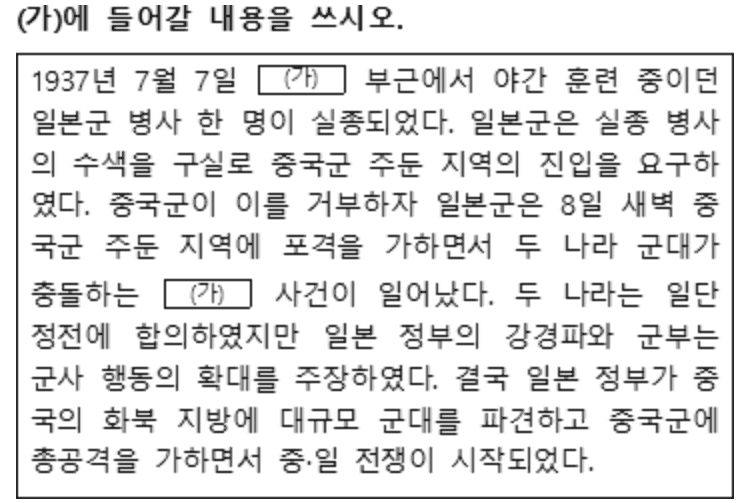 (가)에 들어갈 내용을 쓰시오.
1937년 7월 7일 (가) 부근에서 야간 훈련 중이던
일본군 병사 한 명이 실종되었다. 일본군은 실종 병사
의 수색을 구실로 중국군 주둔 지역의 진입을 요구하
였다. 중국군이 이를 거부하자 일본군은 8일 새벽 중
국군 주둔 지역에 포격을 가하면서 두 나라 군대가
충돌하는 (가) 사건이 일어났다. 두 나라는 일단
정전에 합의하였지만 일본 정부의 강경파와 군부는
군사 행동의 확대를 주장하였다. 결국 일본 정부가 중
국의 화북 지방에 대규모 군대를 파견하고 중국군에
총공격을 가하면서 중·일 전쟁이 시작되었다.